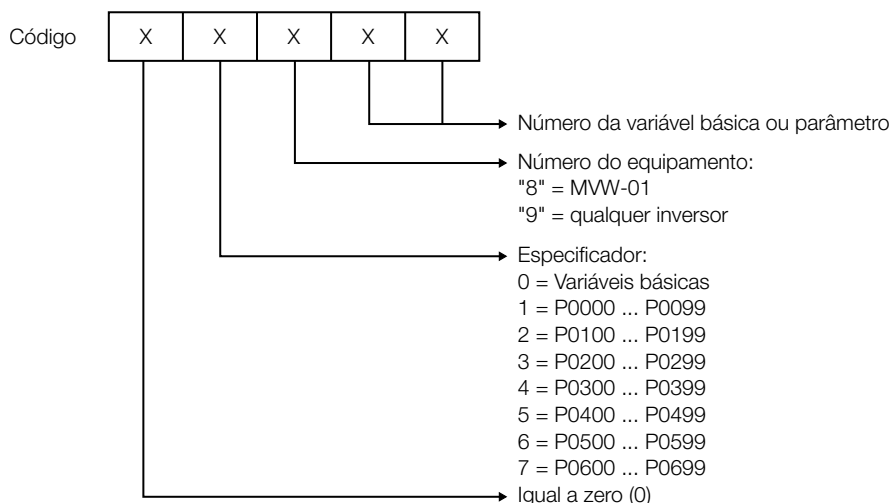 Código X X X X X
Número da variável básica ou parâmetro
Número do equipamento:
"8" = MVW-01
"9" = qualquer inversor
Especificador:
0 = Variáveis básicas
1 = P0000 ... P0099
2 = P0100 ... P0199
3 = P0200 ... P0299
4 = P0300 ... P0399
5 = P0400 ... P0499
6 = P0500 ... P0599
7 = P0600 ... P0699
Igual a zero (0)